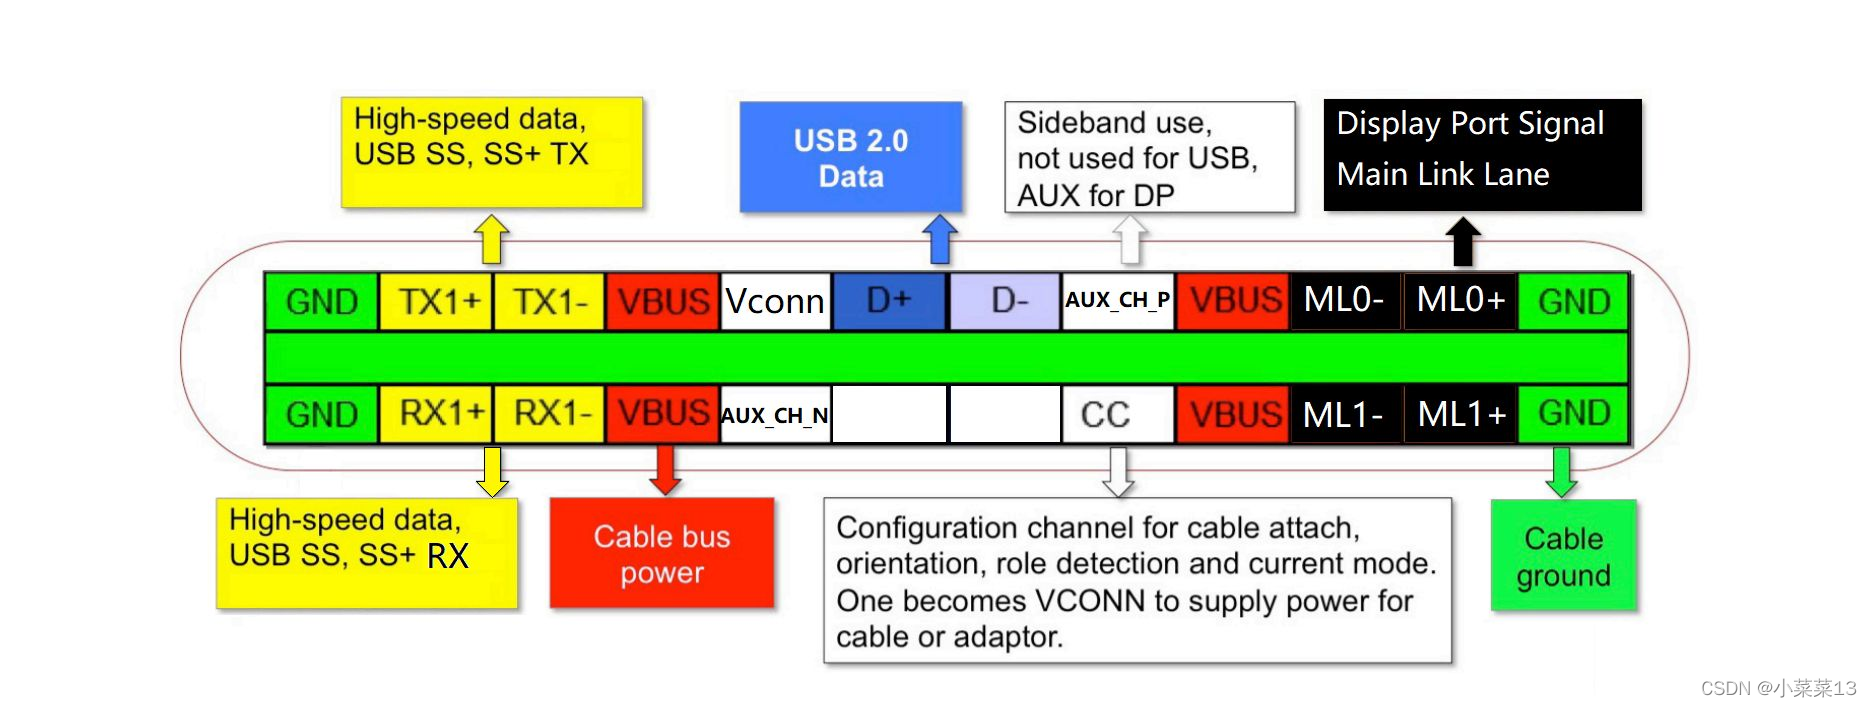 High-speed data,
USB SS, SS+ TX
USB 2.0
Data
Sideband use,
not used for USB,
AUX for DP
Display Port Signal
Main Link Lane
GND TX1+ TX1- VBUS Vconn D+ D- AUX_CH_P VBUS ML0- ML0+ GND
GND RX1+ RX1- VBUS AUX_CH_N CC VBUS ML1- ML1+ GND
High-speed data,
USB SS, SS+ RX
Cable bus
power
Configuration channel for cable attach,
orientation, role detection and current mode.
One becomes VCONN to supply power for
cable or adaptor.
Cable
ground
CSDN @小菜菜13